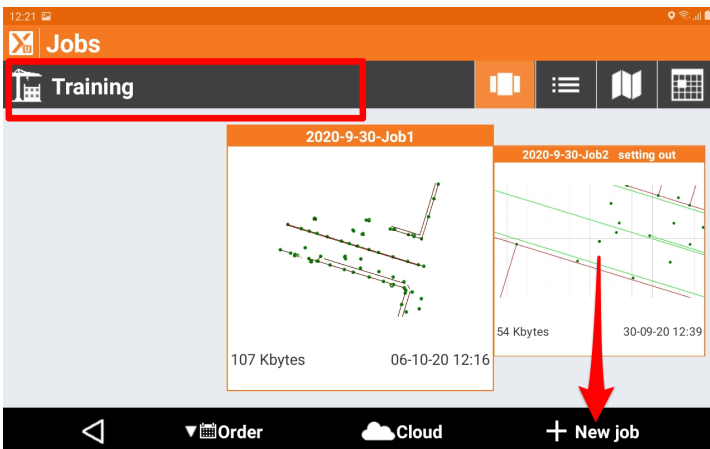 12:21
Jobs
Training
2020-9-30-Job1
107 Kbytes 06-10-20 12:16
2020-9-30-Job2 setting out
54 Kbytes 30-09-20 12:39
Order
Cloud
New job